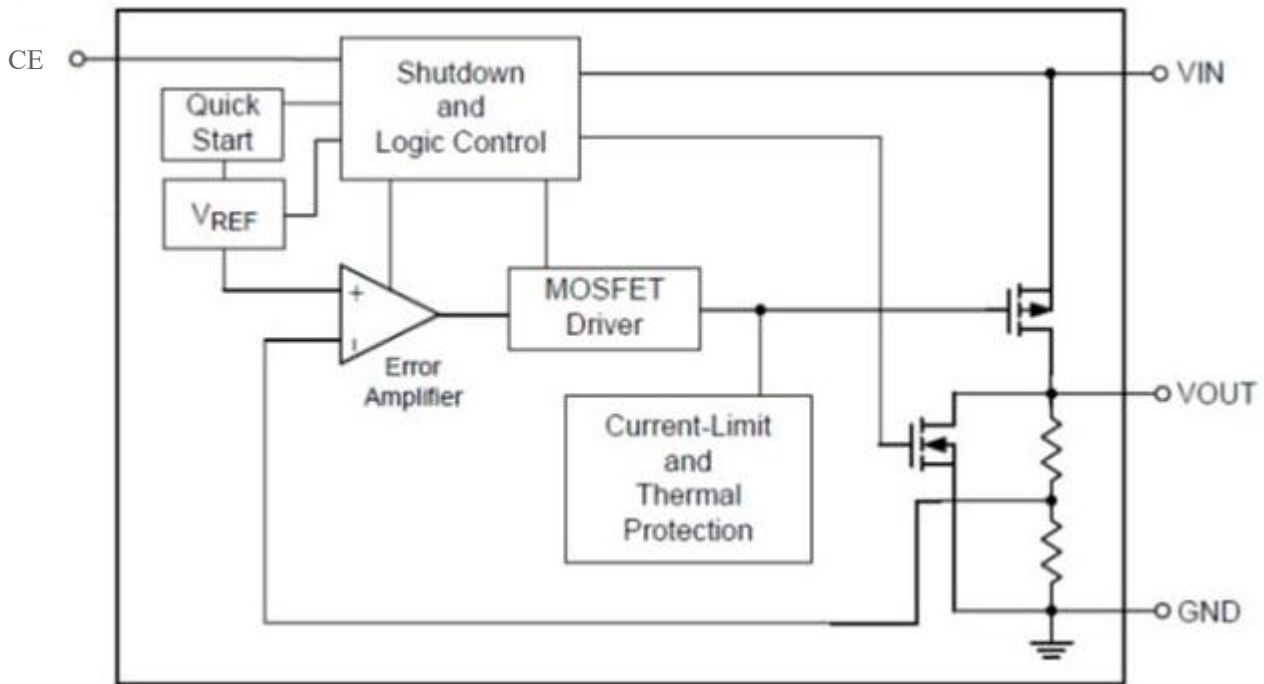 CE
Shutdown
and
Logic Control
VIN
Quick
Start
VREF
+
MOSFET
Driver
Error
Amplifier
VOUT
Current-Limit
and
Thermal
Protection
GND